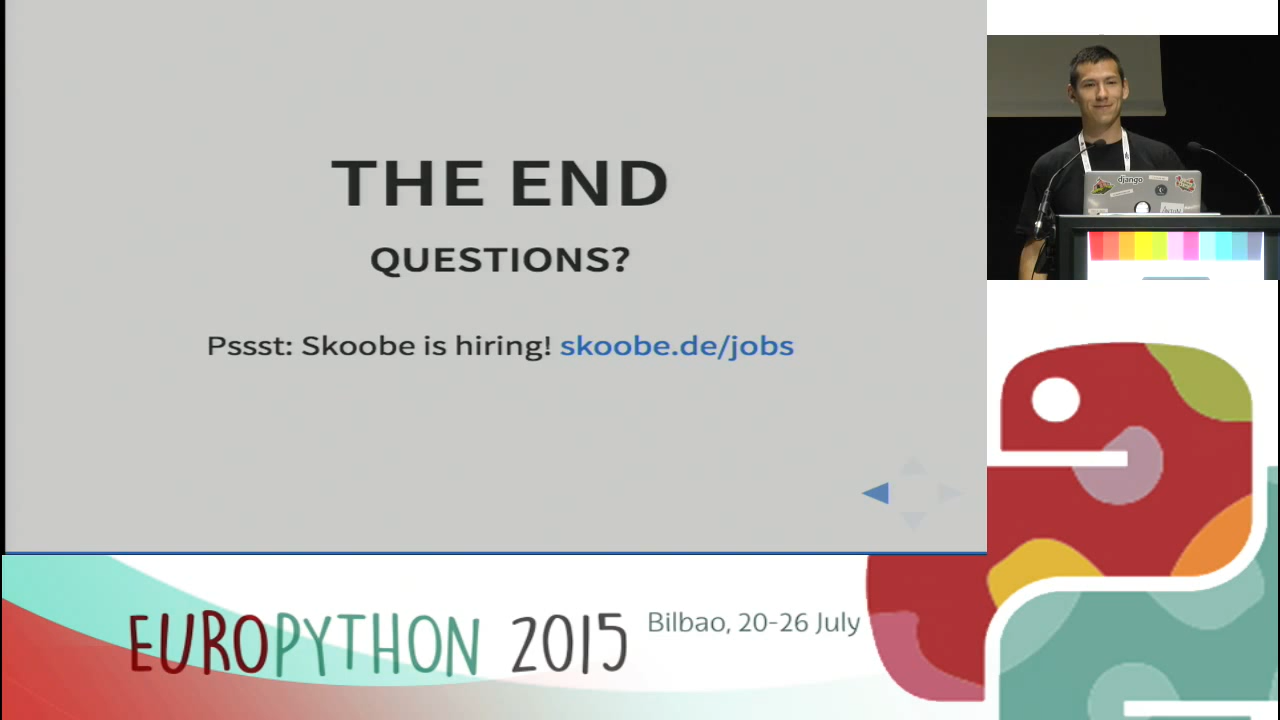 THE END
QUESTIONS?
Pssst: Skoobe is hiring! skoobe.de/jobs
django
EUROPYTHON 2015
Bilbao, 20-26 July